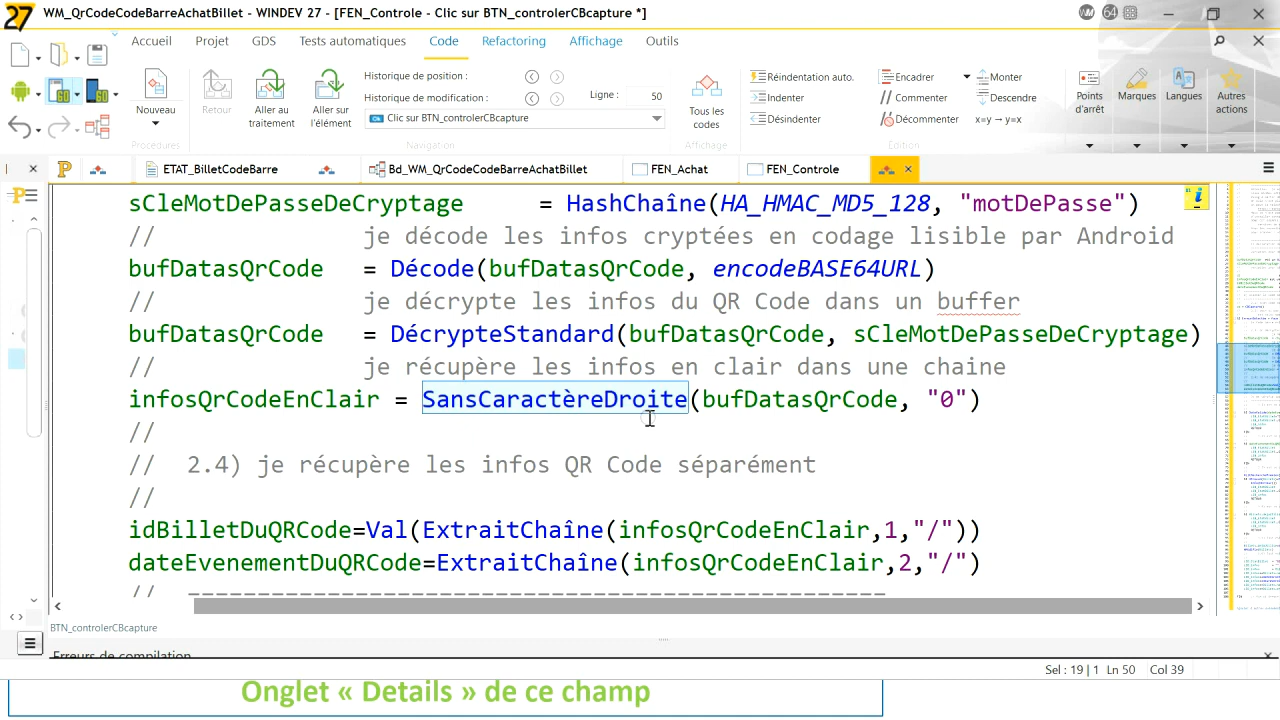 27 WM_QrCodeCodeBarreAchatBillet - WINDEV 27 - [FEN_Controle - Clic sur BTN_controlerCBcapture *]
WM 64
Accueil Projet GDS Tests automatiques Code Refactoring Affichage Outils
Nouveau
Procédures
Retour
Aller au traitement
Aller sur l'élément
Historique de position :
Historique de modification :
Ligne : 50
Clic sur BTN_controlerCBcapture
Navigation
Tous les codes
Affichage
Réindentation auto.
Indenter
Désindenter
Encadrer
// Commenter
// Décommenter
Monter
Descendre
x=y → y=x
Edition
Points d'arrêt
Marques
Langues
Autres actions
ETAT_BilletCodeBarre Bd_WM_QrCodeCodeBarreAchatBillet FEN_Achat FEN_Controle
sCleMotDePasseDeCryptage = HashChaîne(HA_HMAC_MD5_128, "motDePasse")
// je décode les infos cryptées en codage lisible par Android
bufDatasQrCode = Décode(bufDatasQrCode, encodeBASE64URL)
// je décrypte les infos du QR Code dans un buffer
bufDatasQrCode = DécrypteStandard(bufDatasQrCode, sCleMotDePasseDeCryptage)
// je récupère les infos en clair dans une chaine
infosQrCodeEnClair = SansCaractèreDroite(bufDatasQrCode, "0")
//
// 2.4) je récupère les infos QR Code séparément
//
idBilletDuQRCode=Val(ExtraitChaîne(infosQrCodeEnClair,1,"/"))
dateEvenementDuQRCode=ExtraitChaîne(infosQrCodeEnClair,2,"/")
// --------------------------------------------------
BTN_controlerCBcapture
Erreurs de compilation
Sel : 19 | 1 Ln 50 Col 39
Onglet « Details » de ce champ